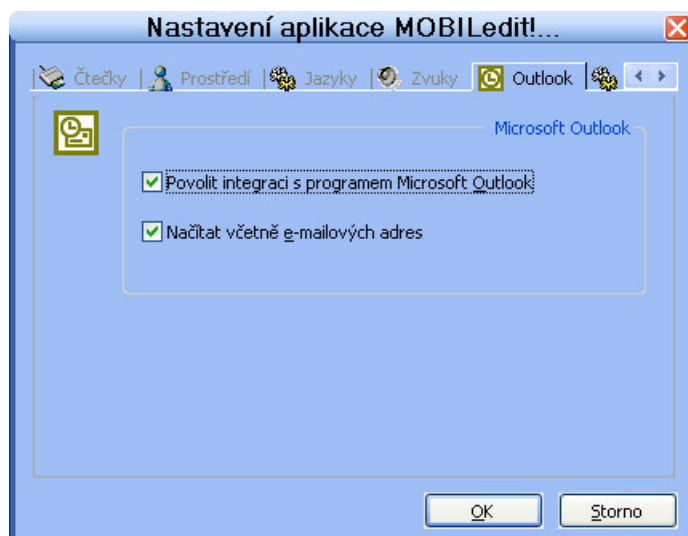 Nastavení aplikace MOBILedit!...
Čtečky Prostředí Jazyky Zvuky Outlook
Microsoft Outlook
Povolit integraci s programem Microsoft Outlook
Načítat včetně e-mailových adres
OK Storno